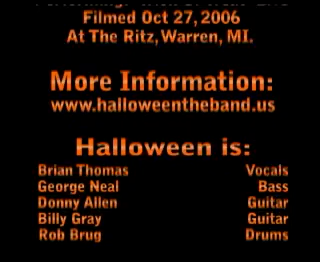 Filmed Oct 27, 2006
At The Ritz, Warren, MI.
More Information:
www.halloweentheband.us
Halloween is:
Brian Thomas Vocals
George Neal Bass
Donny Allen Guitar
Billy Gray Guitar
Rob Brug Drums